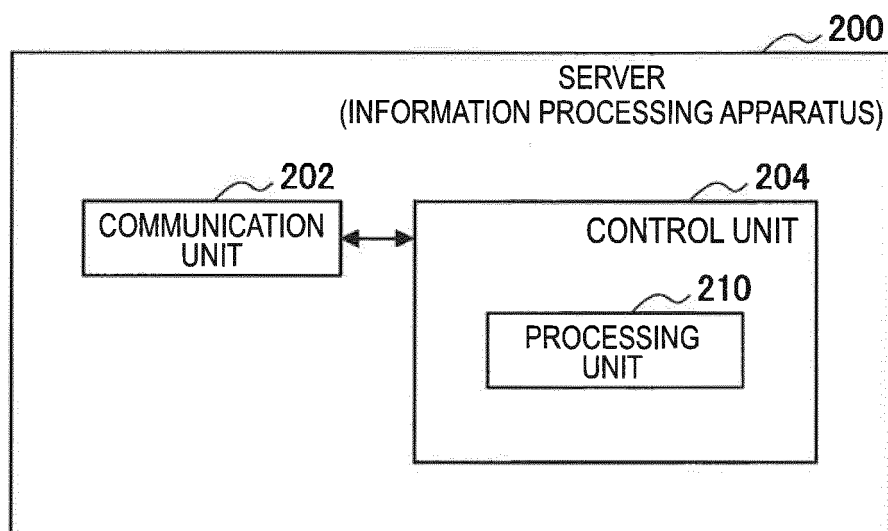 200
SERVER
(INFORMATION PROCESSING APPARATUS)
202
COMMUNICATION
UNIT
204
CONTROL UNIT
210
PROCESSING
UNIT